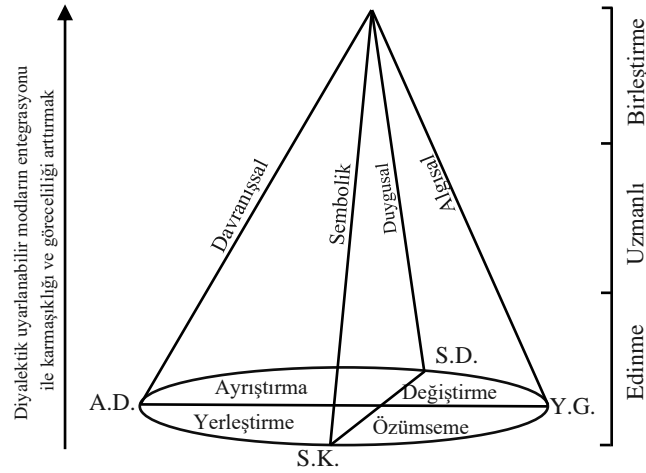 Diyalektik uyarlanabilir modların entegrasyonu
ile karmaşıklığı ve göreceliliği arttırmak
Davranışsal
Sembolik
Duygusal
Algısal
Birleştirme
Uzmanlı
Edinme
S.D.
Ayrıştırma
Değiştirme
A.D.
Y.G.
Yerleştirme
Özümseme
S.K.